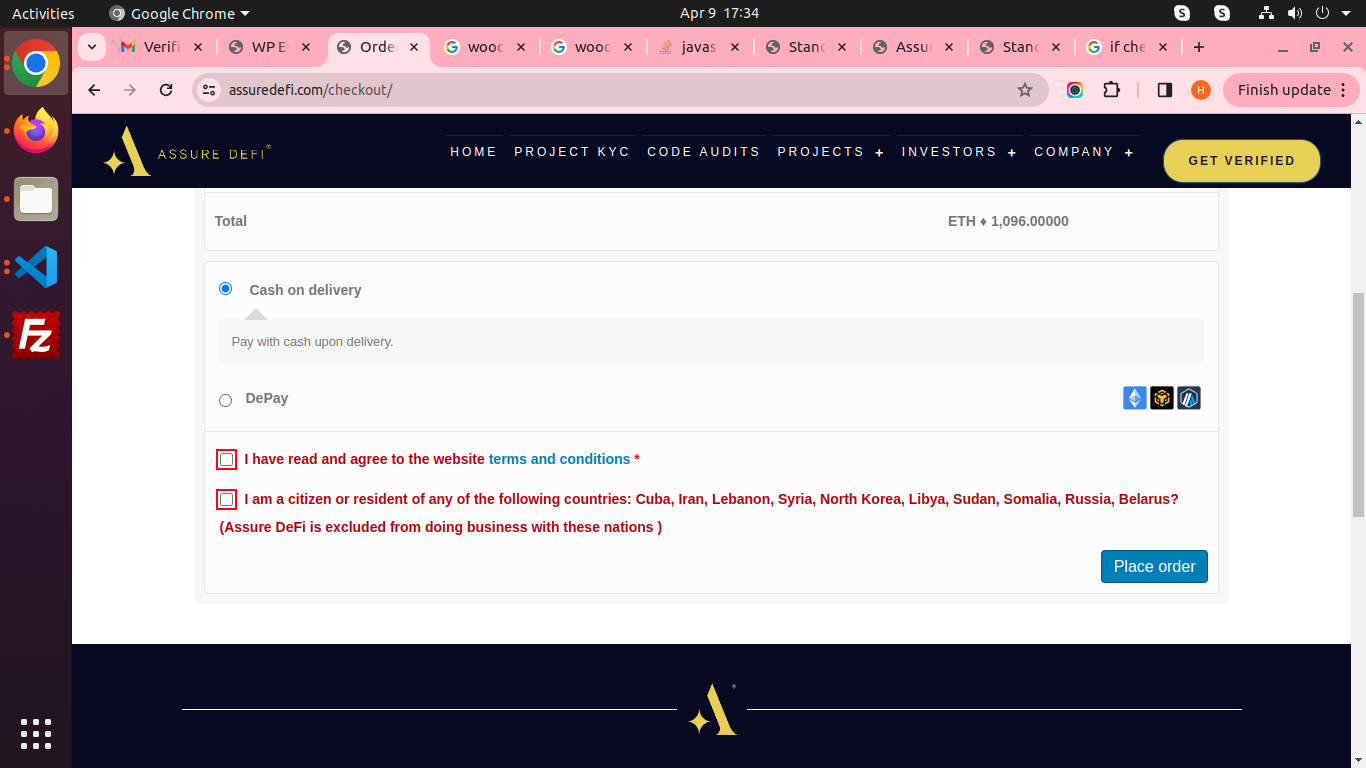 Activities
Google Chrome
Apr 9 17:34
Verifi
WP E-
Orde
wooc
wooc
javas
Stand
Assur
Stand
if che
assuredefi.com/checkout/
H
Finish update
ASSURE DEFI®
HOME
PROJECT KYC
CODE AUDITS
PROJECTS +
INVESTORS +
COMPANY +
GET VERIFIED
Total
ETH ♦ 1,096.00000
Cash on delivery
Pay with cash upon delivery.
DePay
I have read and agree to the website terms and conditions *
I am a citizen or resident of any of the following countries: Cuba, Iran, Lebanon, Syria, North Korea, Libya, Sudan, Somalia, Russia, Belarus?
(Assure DeFi is excluded from doing business with these nations )
Place order